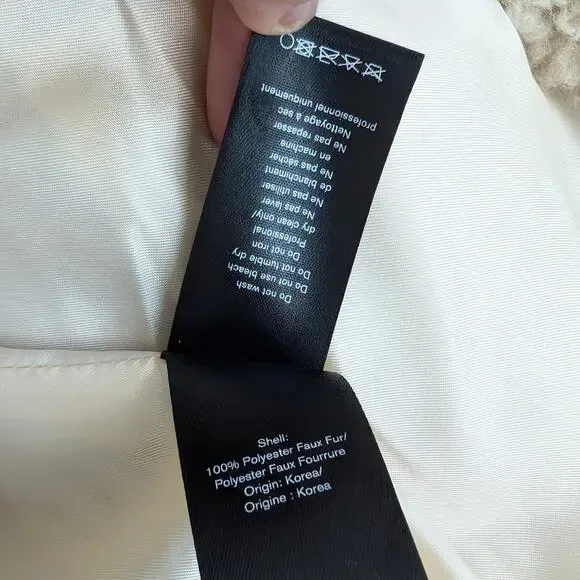 Do not wash
Do not use bleach
Do not tumble dry
Do not iron
Professional
dry clean only/
Ne pas laver
Ne pas utiliser
de blanchiment
Ne pas sécher
en machine
Ne pas repasser
Nettoyage à sec
professionnel uniquement
Shell:
100% Polyester Faux Fur/
Polyester Faux Fourrure
Origin: Korea/
Origine : Korea